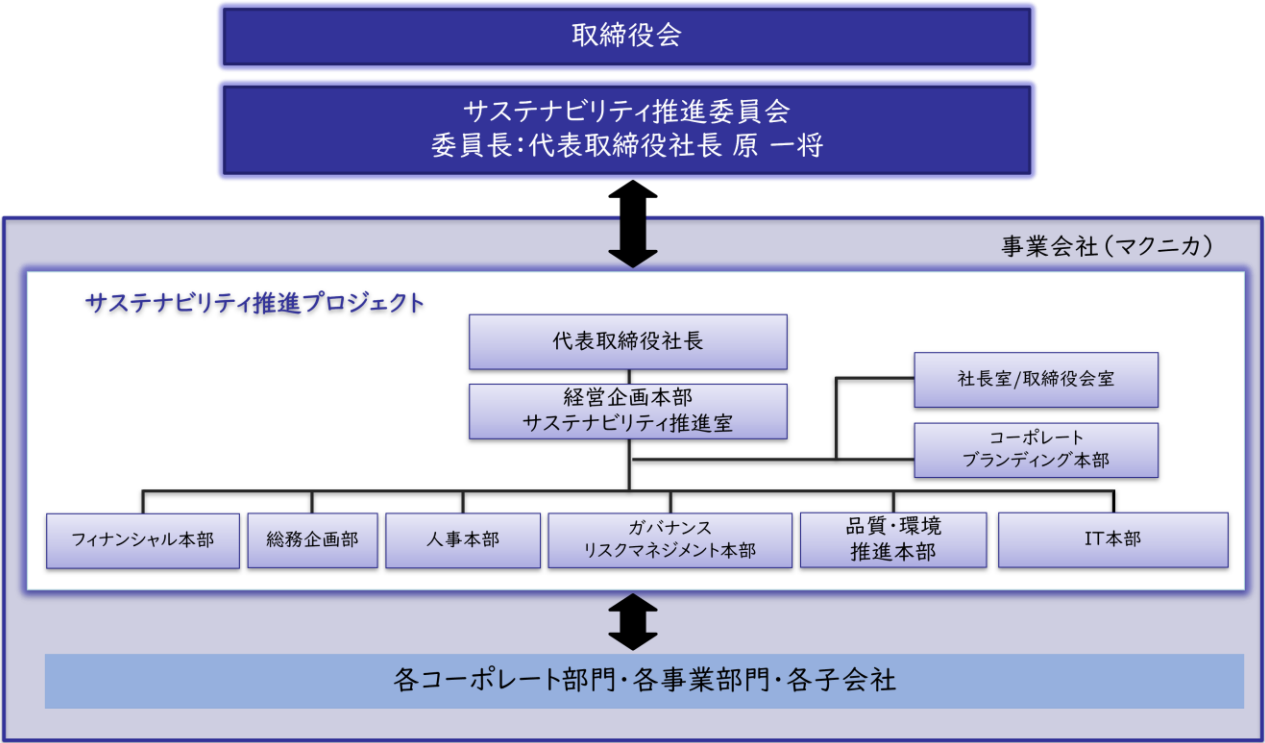 取締役会
サステナビリティ推進委員会
委員長：代表取締役社長 原 一将
事業会社（マクニカ）
サステナビリティ推進プロジェクト
代表取締役社長
経営企画本部
サステナビリティ推進室
社長室/取締役会室
コーポレート
ブランディング本部
フィナンシャル本部
総務企画部
人事本部
ガバナンス
リスクマネジメント本部
品質・環境
推進本部
IT本部
各コーポレート部門・各事業部門・各子会社